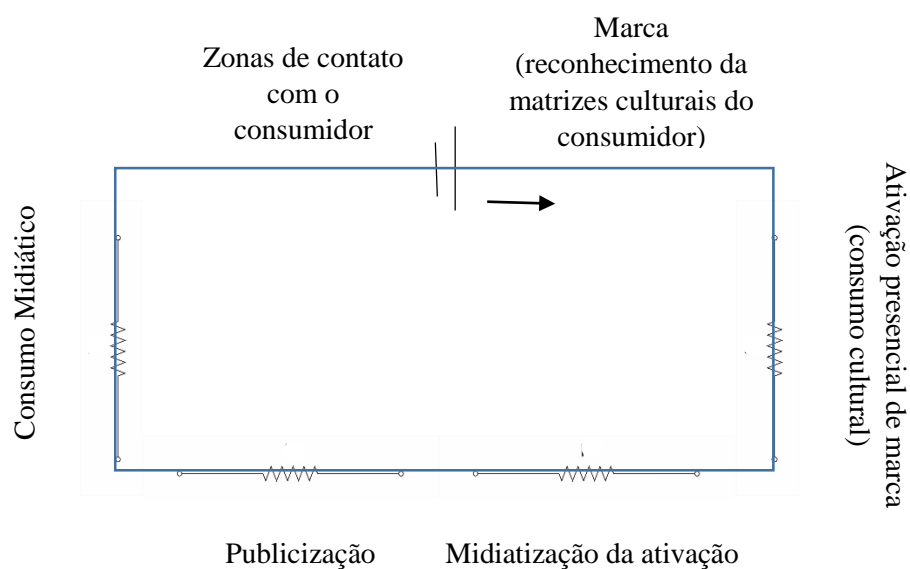 Zonas de contato
com o
consumidor
Marca
(reconhecimento da
matrizes culturais do
consumidor)
Consumo Midiático
Ativação presencial de marca
(consumo cultural)
Publicização
Midiatização da ativação